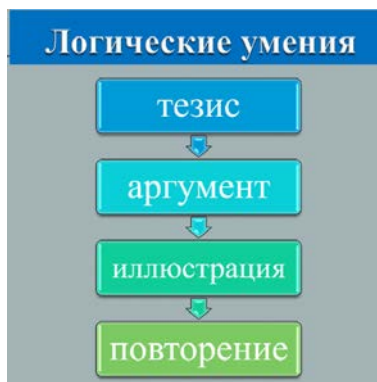 Логические умения
тезис
аргумент
иллюстрация
повторение